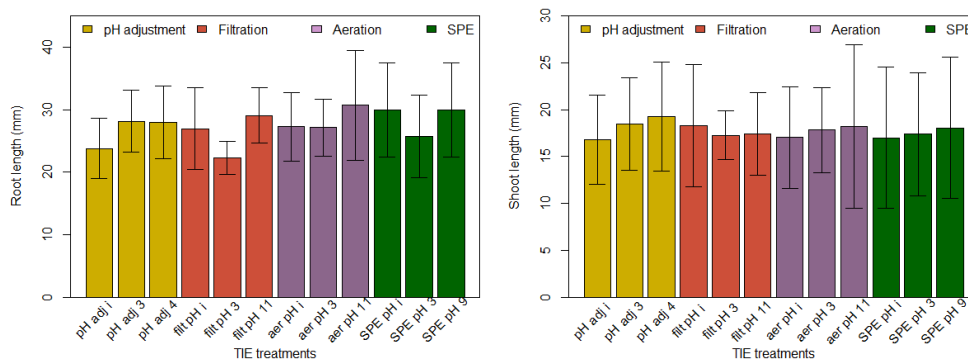 pH adjustment Filtration Aeration SPE
Root length (mm)
40
30
20
10
0
pH adj i pH adj 3 pH adj 4 filt pH i filt pH 3 filt pH 11 aer pH i aer pH 3 aer pH 11 SPE pH i SPE pH 3 SPE pH 9
TIE treatments
pH adjustment Filtration Aeration SPE
Shoot length (mm)
30
25
20
15
10
5
0
pH adj i pH adj 3 pH adj 4 filt pH i filt pH 3 filt pH 11 aer pH i aer pH 3 aer pH 11 SPE pH i SPE pH 3 SPE pH 9
TIE treatments